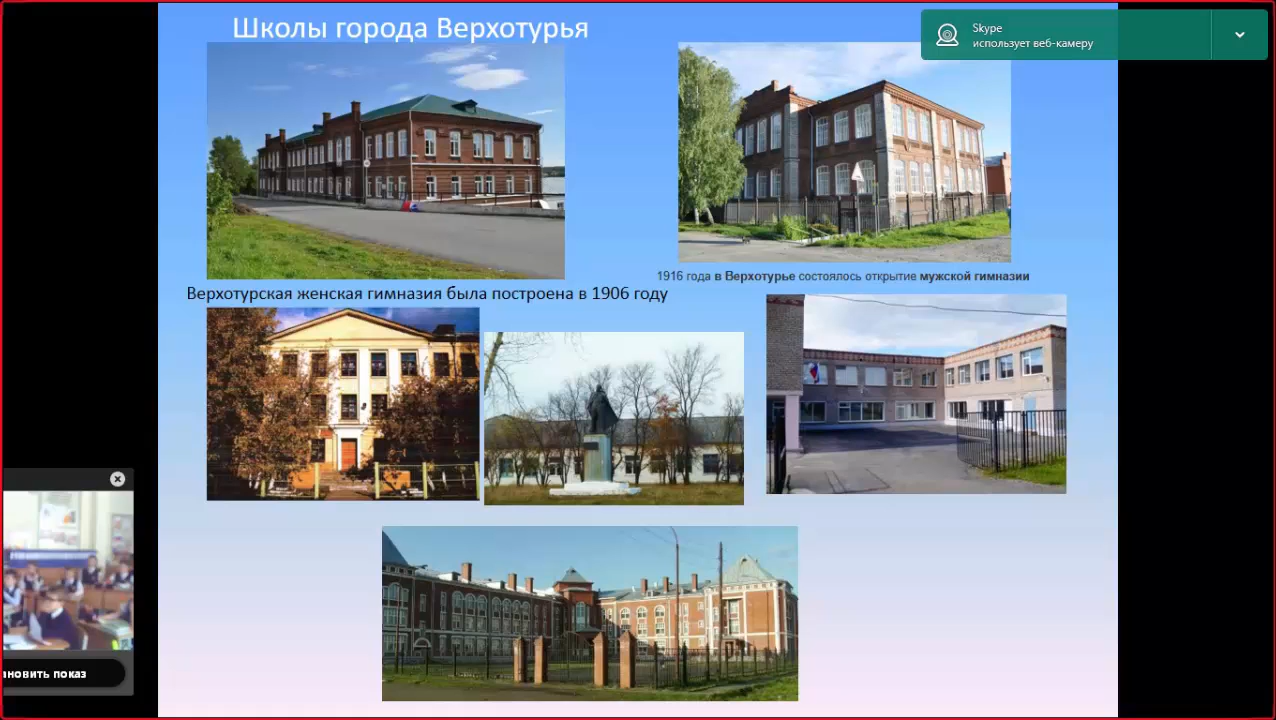 Школы города Верхотурья
Skype
использует веб-камеру
1916 года в Верхотурье состоялось открытие мужской гимназии
Верхотурская женская гимназия была построена в 1906 году
новить показ